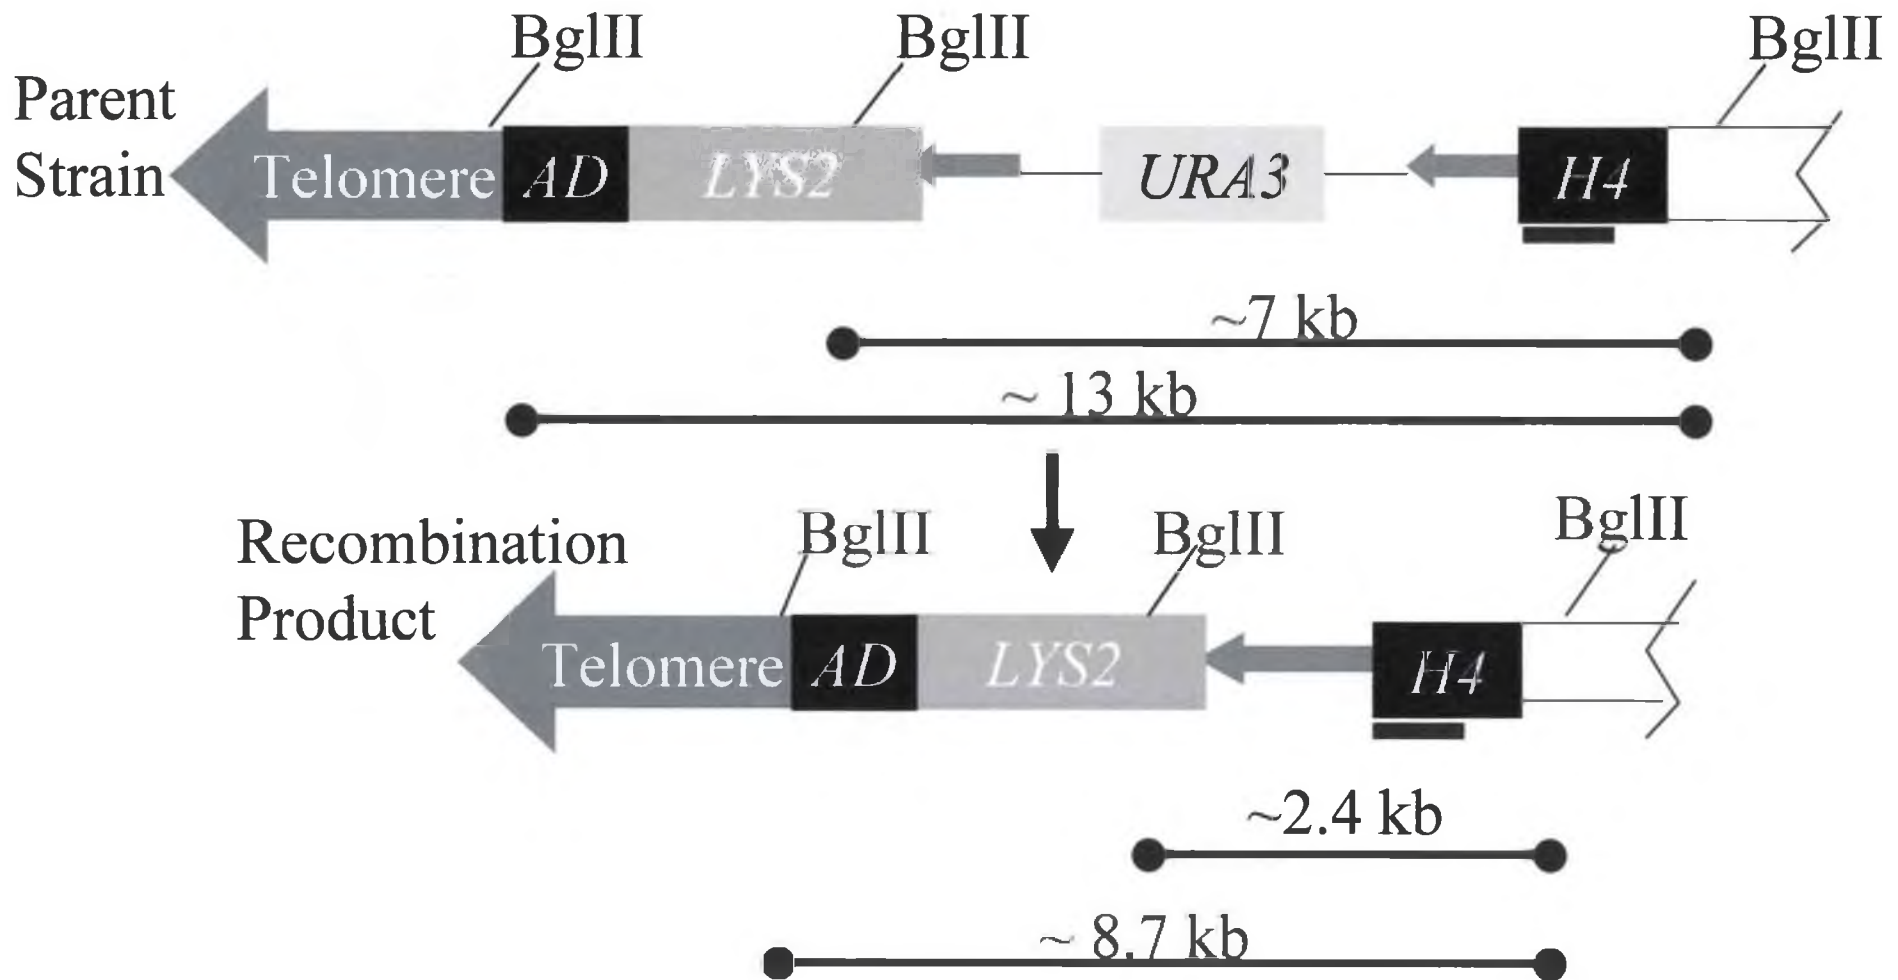 BglII BglII BglII
Parent
Strain
Telomere AD LYS2 URA3 H4
~7 kb
~ 13 kb
Recombination
Product
BglII BglII BglII
Telomere AD LYS2 H4
~2.4 kb
~ 8.7 kb